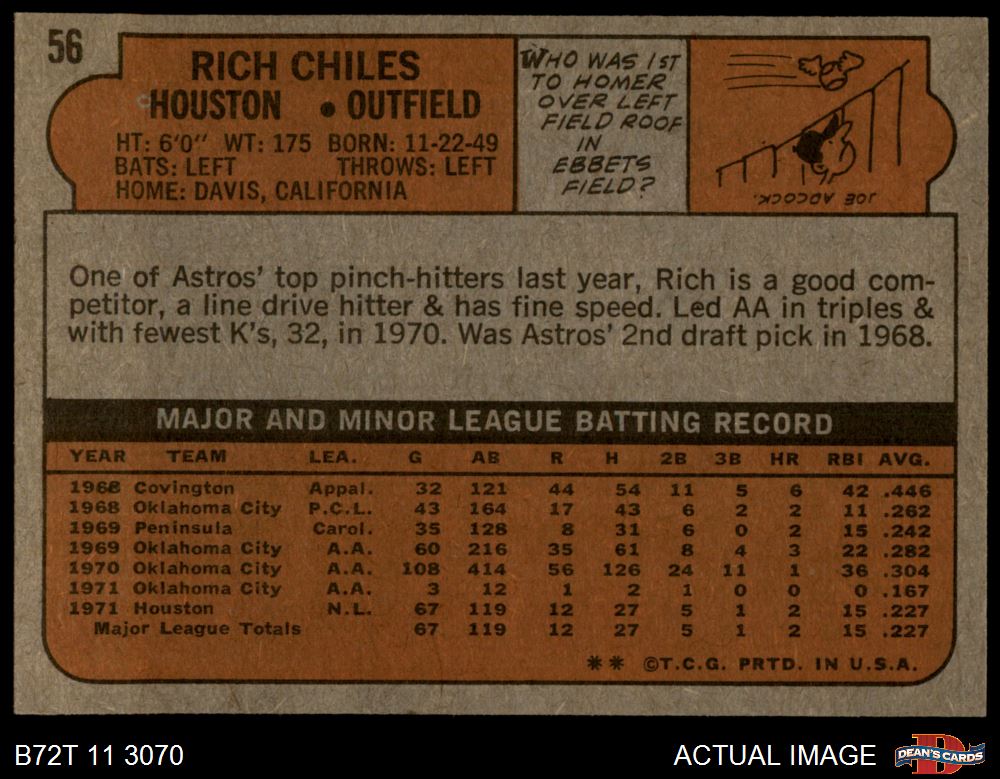 56
RICH CHILES
HOUSTON • OUTFIELD
HT: 6'0" WT: 175 BORN: 11-22-49
BATS: LEFT THROWS: LEFT
HOME: DAVIS, CALIFORNIA
WHO WAS 1ST
TO HOMER
OVER LEFT
FIELD ROOF
IN
EBBETS
FIELD?
JOE ADCOCK.
One of Astros' top pinch-hitters last year, Rich is a good com-
petitor, a line drive hitter & has fine speed. Led AA in triples &
with fewest K's, 32, in 1970. Was Astros' 2nd draft pick in 1968.
MAJOR AND MINOR LEAGUE BATTING RECORD
YEAR TEAM LEA. G AB R H 2B 3B HR RBI AVG.
1968 Covington Appal. 32 121 44 54 11 5 6 42 .446
1968 Oklahoma City P.C.L. 43 164 17 43 6 2 2 11 .262
1969 Peninsula Carol. 35 128 8 31 6 0 2 15 .242
1969 Oklahoma City A.A. 60 216 35 61 8 4 3 22 .282
1970 Oklahoma City A.A. 108 414 56 126 24 11 1 36 .304
1971 Oklahoma City A.A. 3 12 1 2 1 0 0 0 .167
1971 Houston N.L. 67 119 12 27 5 1 2 15 .227
Major League Totals 67 119 12 27 5 1 2 15 .227
** ©T.C.G. PRTD. IN U.S.A.
B72T 11 3070
ACTUAL IMAGE
D
DEAN'S CARDS